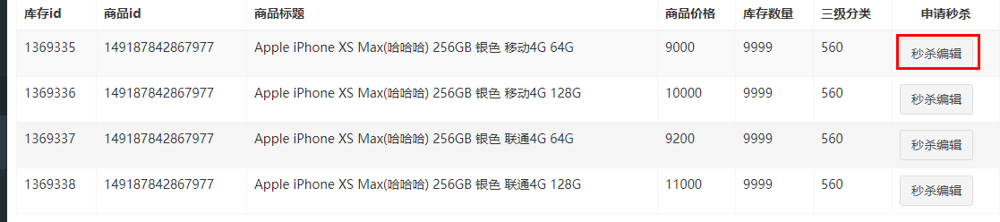 库存id 商品id 商品标题 商品价格 库存数量 三级分类 申请秒杀
1369335 149187842867977 Apple iPhone XS Max(哈哈哈) 256GB 银色 移动4G 64G 9000 9999 560 秒杀编辑
1369336 149187842867977 Apple iPhone XS Max(哈哈哈) 256GB 银色 移动4G 128G 10000 9999 560 秒杀编辑
1369337 149187842867977 Apple iPhone XS Max(哈哈哈) 256GB 银色 联通4G 64G 9200 9999 560 秒杀编辑
1369338 149187842867977 Apple iPhone XS Max(哈哈哈) 256GB 银色 联通4G 128G 11000 9999 560 秒杀编辑